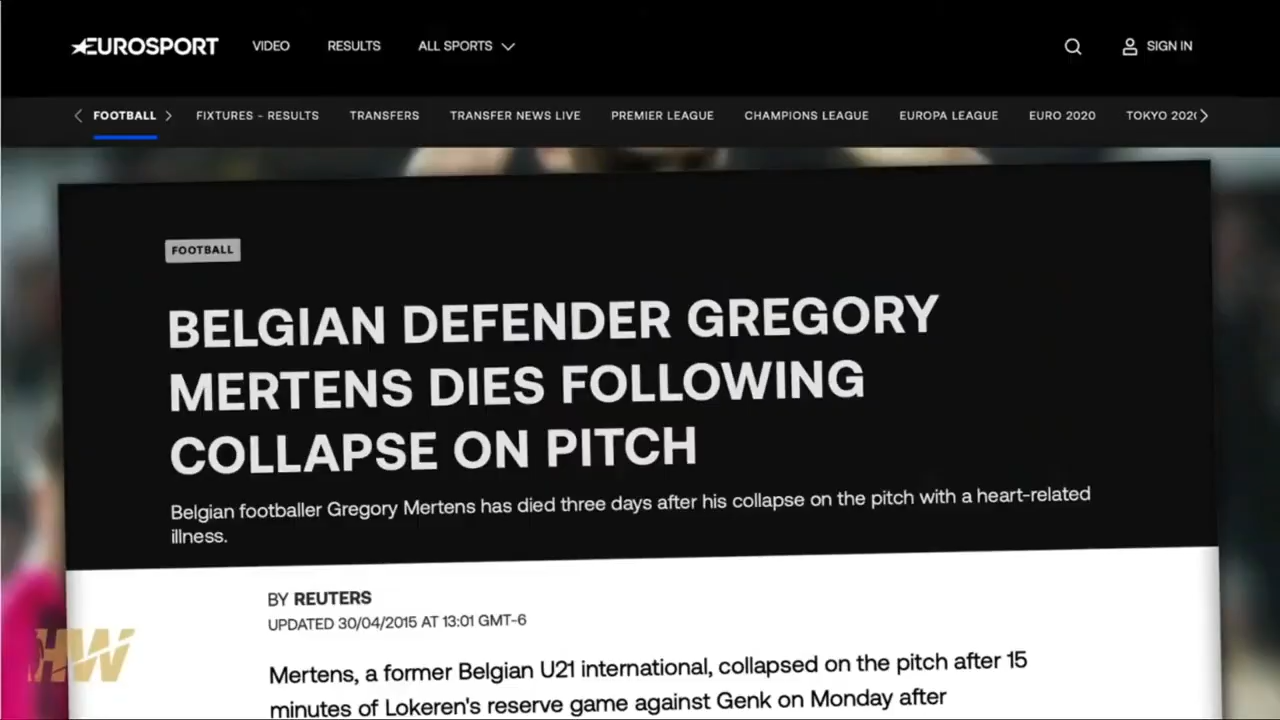 EUROSPORT VIDEO RESULTS ALL SPORTS SIGN IN
FOOTBALL FIXTURES - RESULTS TRANSFERS TRANSFER NEWS LIVE PREMIER LEAGUE CHAMPIONS LEAGUE EUROPA LEAGUE EURO 2020 TOKYO 202
FOOTBALL
BELGIAN DEFENDER GREGORY
MERTENS DIES FOLLOWING
COLLAPSE ON PITCH
Belgian footballer Gregory Mertens has died three days after his collapse on the pitch with a heart-related
illness.
BY REUTERS
UPDATED 30/04/2015 AT 13:01 GMT-6
Mertens, a former Belgian U21 international, collapsed on the pitch after 15
minutes of Lokeren's reserve game against Genk on Monday after
HW